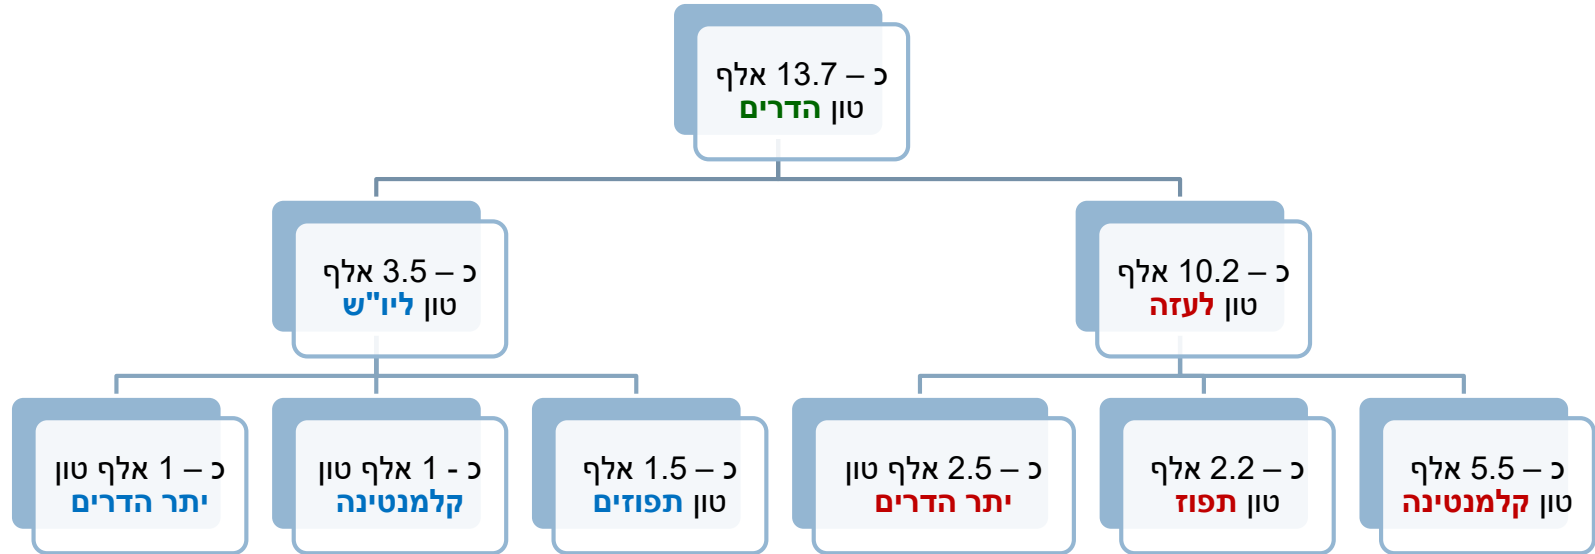 כ – 13.7 אלף
טון הדרים
כ – 10.2 אלף
טון לעזה
כ – 3.5 אלף
טון ליו"ש
כ – 5.5 אלף
טון קלמנטינה
כ – 2.2 אלף
טון תפוז
כ – 2.5 אלף טון
יתר הדרים
כ – 1.5 אלף
טון תפוזים
כ - 1 אלף טון
קלמנטינה
כ – 1 אלף טון
יתר הדרים